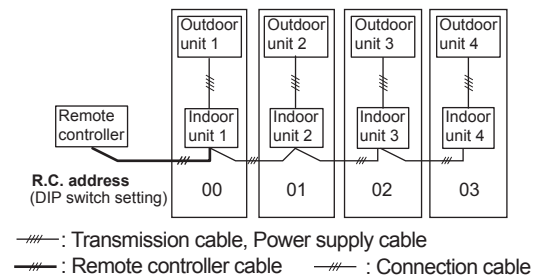 Outdoor unit 1
Outdoor unit 2
Outdoor unit 3
Outdoor unit 4
Remote controller
Indoor unit 1
Indoor unit 2
Indoor unit 3
Indoor unit 4
R.C. address
(DIP switch setting)
00
01
02
03
: Transmission cable, Power supply cable
: Remote controller cable
: Connection cable